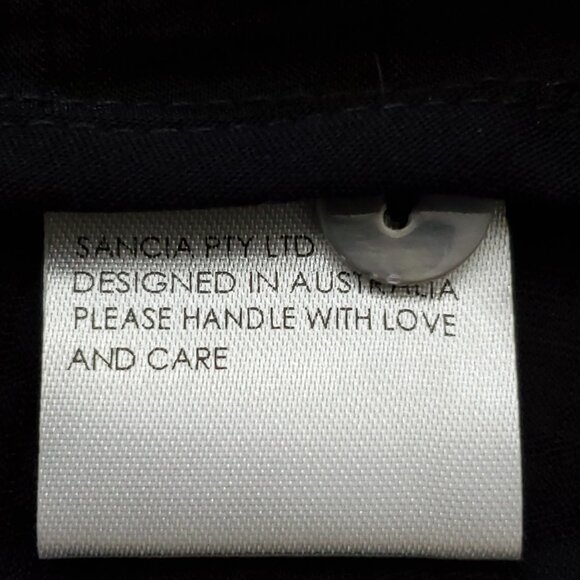 SANCIA PTY LTD
DESIGNED IN AUSTRALIA
PLEASE HANDLE WITH LOVE
AND CARE